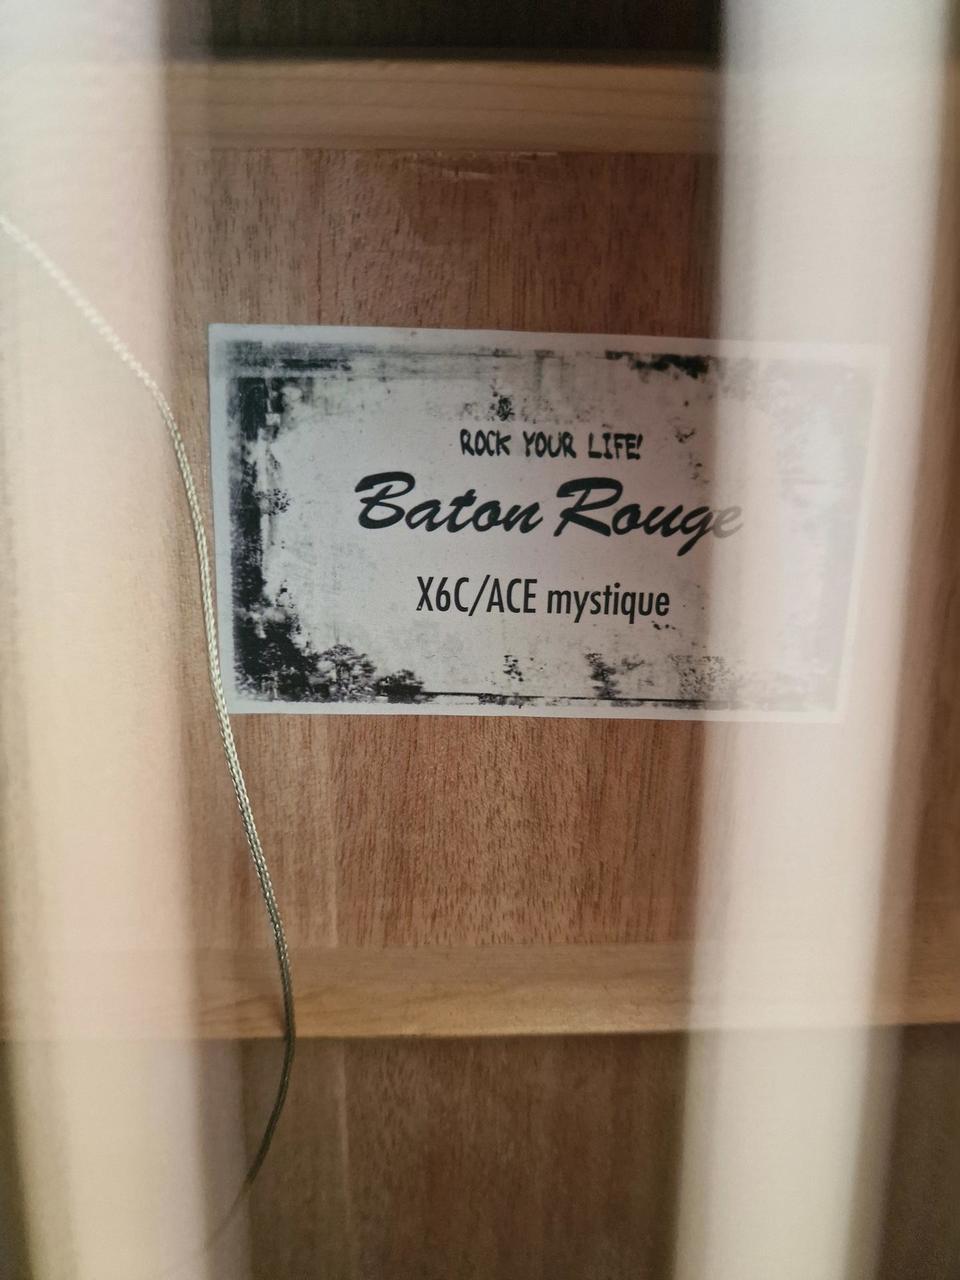 ROCK YOUR LIFE!
Baton Rouge
X6C/ACE mystique